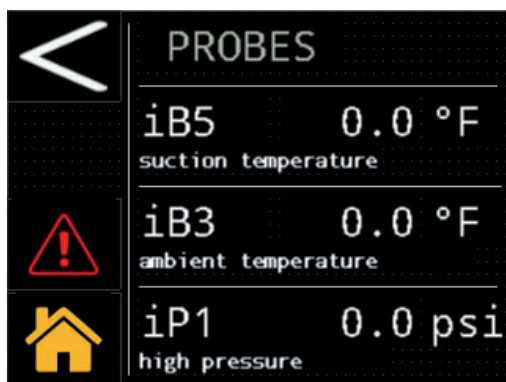 PROBES
iB5 0.0 °F
suction temperature
iB3 0.0 °F
ambient temperature
iP1 0.0 psi
high pressure